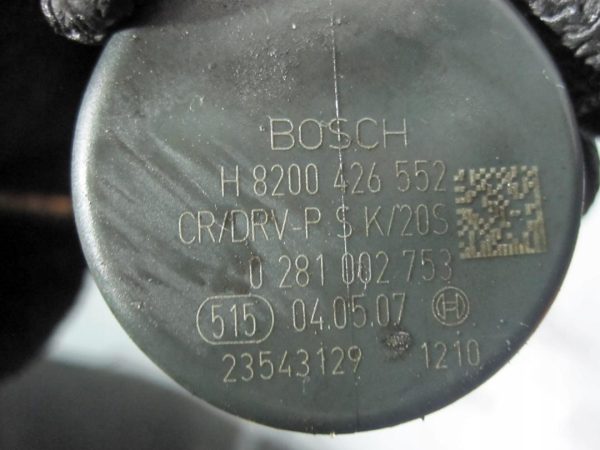 BOSCH
H 8200 426 552
CR/DRV-P S K/20S
0 281 002 753
515 04.05.07 H
23543129 1210